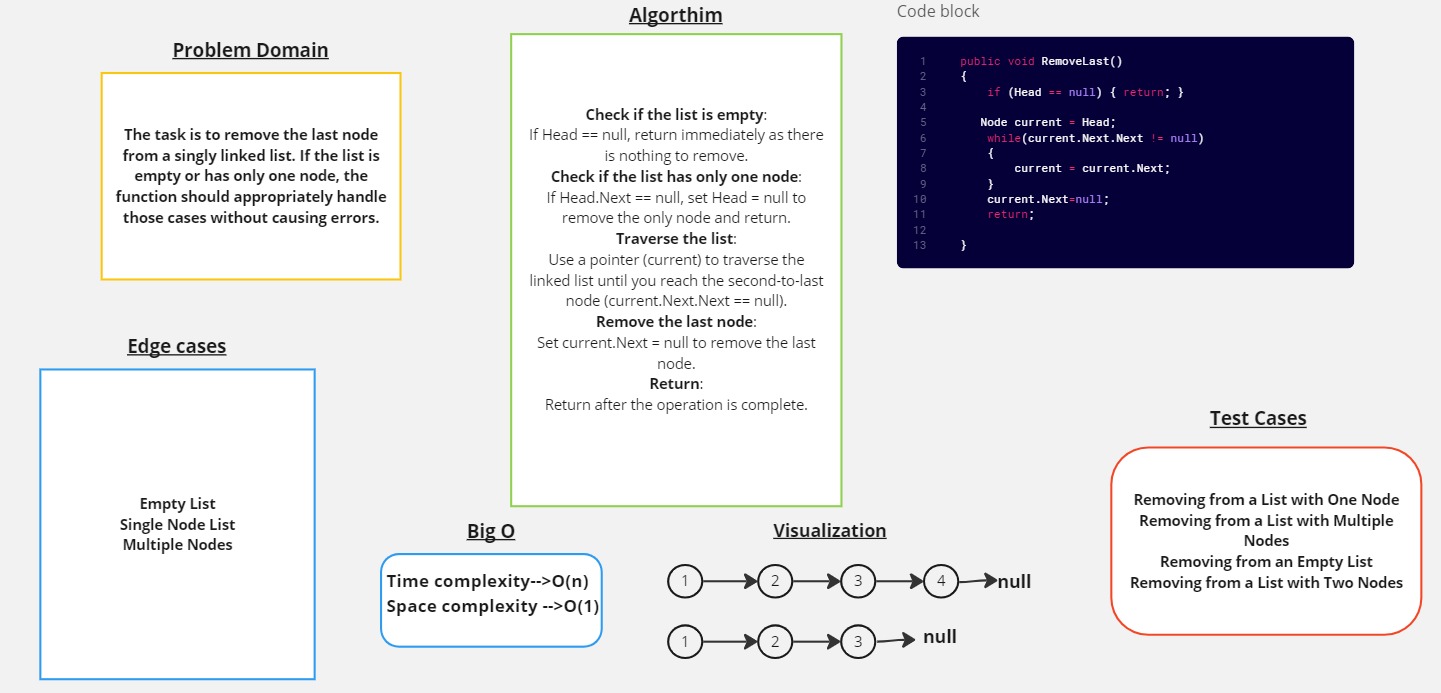 Problem Domain
The task is to remove the last node
from a singly linked list. If the list is
empty or has only one node, the
function should appropriately handle
those cases without causing errors.
Algorthim
Check if the list is empty:
If Head == null, return immediately as there
is nothing to remove.
Check if the list has only one node:
If Head.Next == null, set Head = null to
remove the only node and return.
Traverse the list:
Use a pointer (current) to traverse the
linked list until you reach the second-to-last
node (current.Next.Next == null).
Remove the last node:
Set current.Next = null to remove the last
node.
Return:
Return after the operation is complete.
Code block
1 public void RemoveLast()
2 {
3 if (Head == null) { return; }
4
5 Node current = Head;
6 while(current.Next.Next != null)
7 {
8 current = current.Next;
9 }
10 current.Next=null;
11 return;
12
13 }
Edge cases
Empty List
Single Node List
Multiple Nodes
Big O
Time complexity-->O(n)
Space complexity -->O(1)
Visualization
1 2 3 4 null
1 2 3 null
Test Cases
Removing from a List with One Node
Removing from a List with Multiple
Nodes
Removing from an Empty List
Removing from a List with Two Nodes